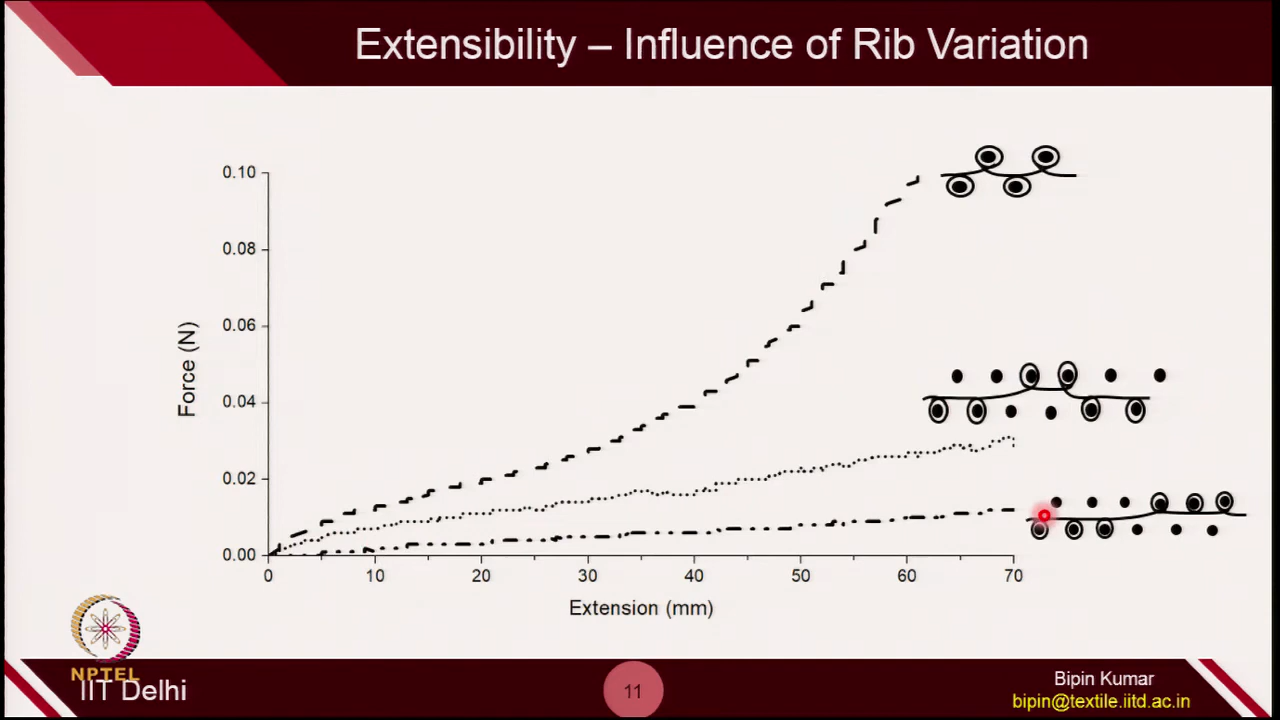 Extensibility – Influence of Rib Variation
0.10
0.08
0.06
0.04
0.02
0.00
Force (N)
0 10 20 30 40 50 60 70
Extension (mm)
NPTEL
IIT Delhi
11
Bipin Kumar
bipin@textile.iitd.ac.in